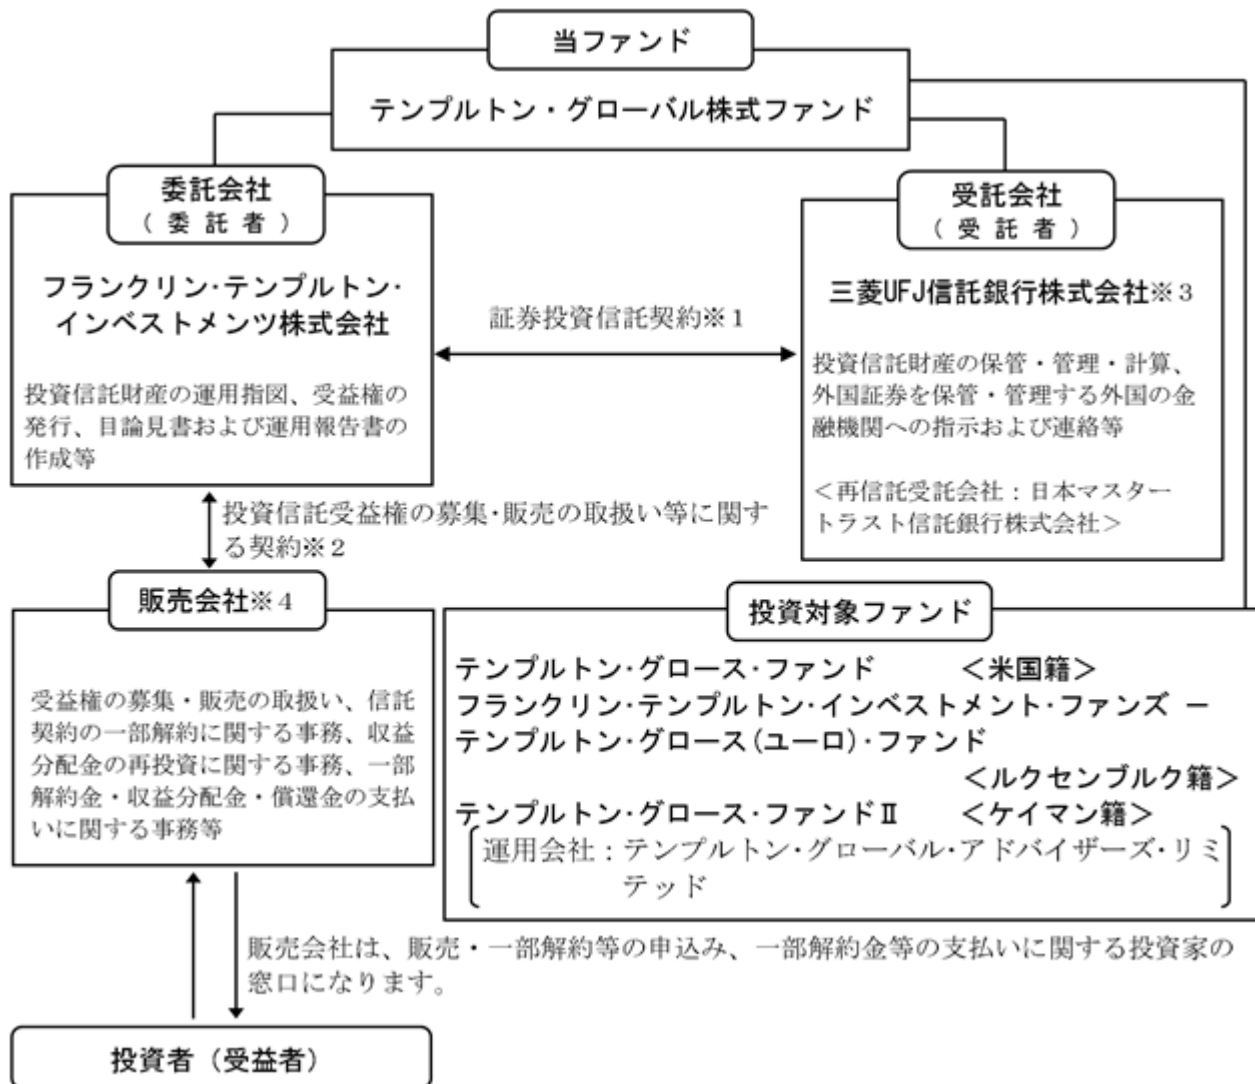 当ファンド
テンプルトン・グローバル株式ファンド
委託会社
（委託者）
フランクリン・テンプルトン・
インベストメンツ株式会社
投資信託財産の運用指図、受益権の
発行、目論見書および運用報告書の
作成等
証券投資信託契約※１
受託会社
（受託者）
三菱UFJ信託銀行株式会社※３
投資信託財産の保管・管理・計算、
外国証券を保管・管理する外国の金
融機関への指示および連絡等
＜再信託受託会社：日本マスター
トラスト信託銀行株式会社＞
投資信託受益権の募集・販売の取扱い等に関す
る契約※２
販売会社※４
受益権の募集・販売の取扱い、信託
契約の一部解約に関する事務、収益
分配金の再投資に関する事務、一部
解約金・収益分配金・償還金の支払
いに関する事務等
投資対象ファンド
テンプルトン・グロース・ファンド　＜米国籍＞
フランクリン・テンプルトン・インベストメント・ファンズ －
テンプルトン・グロース(ユーロ)・ファンド
＜ルクセンブルク籍＞
テンプルトン・グロース・ファンドⅡ　＜ケイマン籍＞
運用会社：テンプルトン・グローバル・アドバイザーズ・リミ
テッド
販売会社は、販売・一部解約等の申込み、一部解約金等の支払いに関する投資家の
窓口になります。
投資者（受益者）